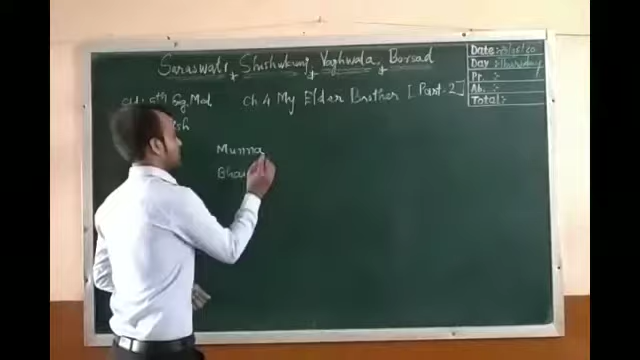 Saraswati Shishukunj, Vaghwala, Borsad
Date:
Day : Thursday
Pr :
Ab. :
Total:
5th Eng. Med
Ch 4 My Elder Brother [ Part - 2 ]
Munna